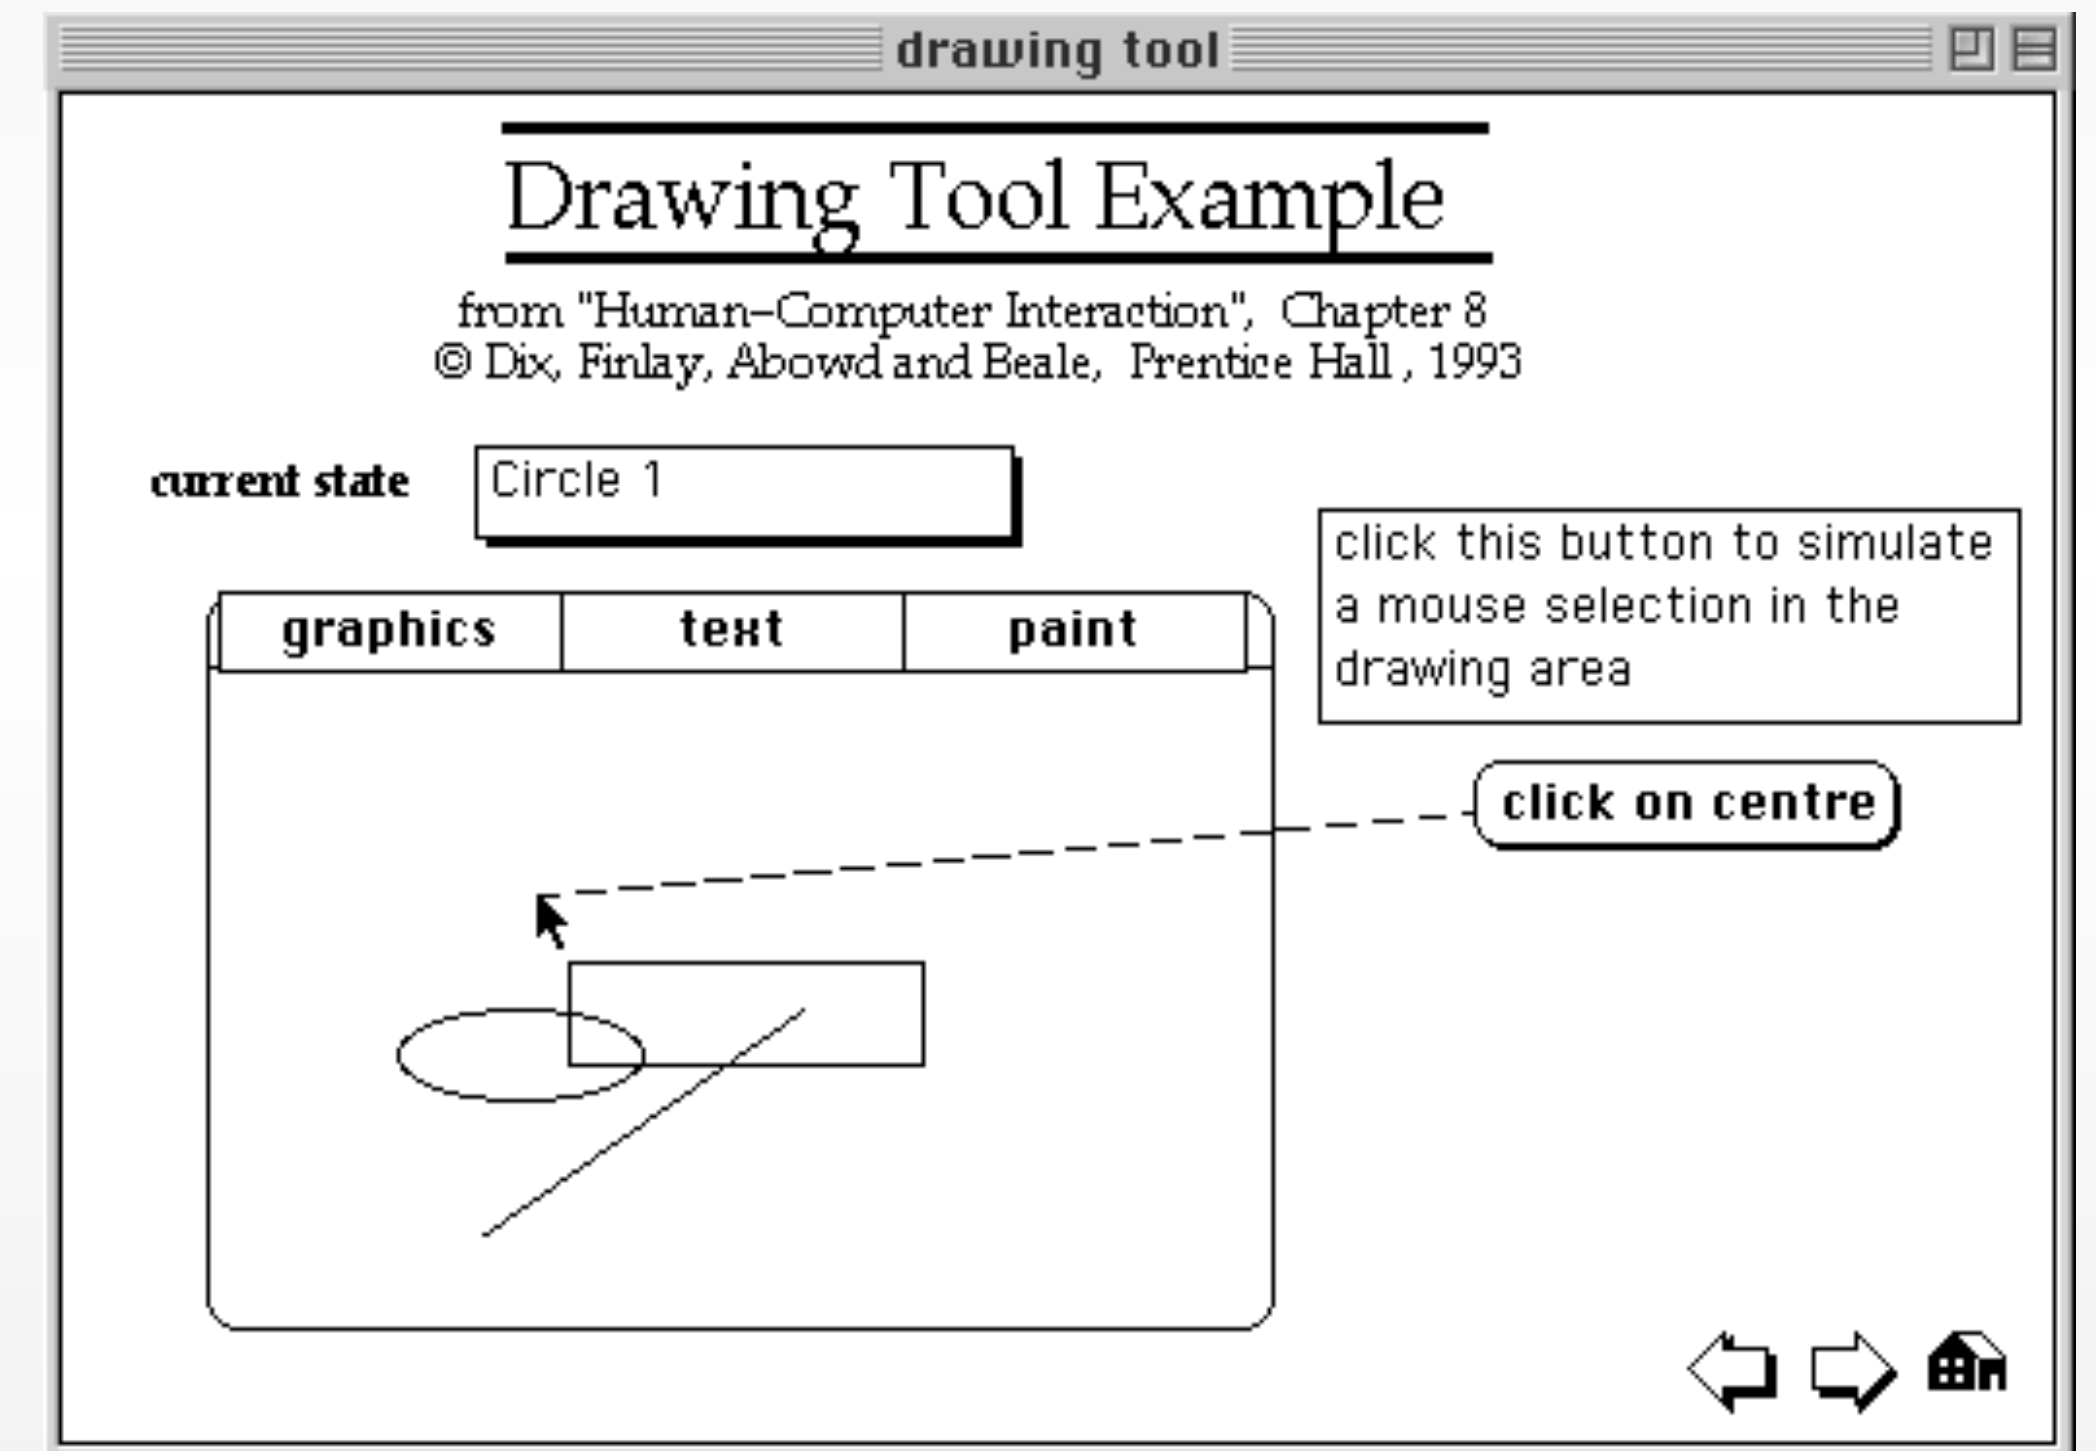 drawing tool
Drawing Tool Example
from "Human-Computer Interaction", Chapter 8
© Dix, Finlay, Abowd and Beale, Prentice Hall, 1993
current state
Circle 1
click this button to simulate
a mouse selection in the
drawing area
graphics text paint
click on centre